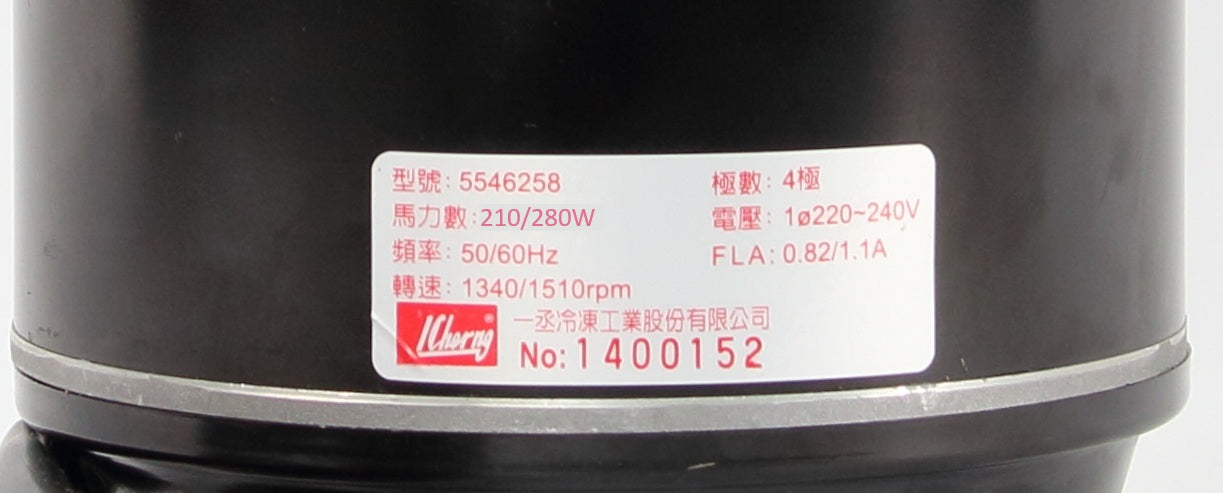 型號: 5546258 極數: 4極
馬力數: 210/280W 電壓: 1ø220~240V
頻率: 50/60Hz FLA: 0.82/1.1A
轉速: 1340/1510rpm
IChorng® 一丞冷凍工業股份有限公司
No: 1400152